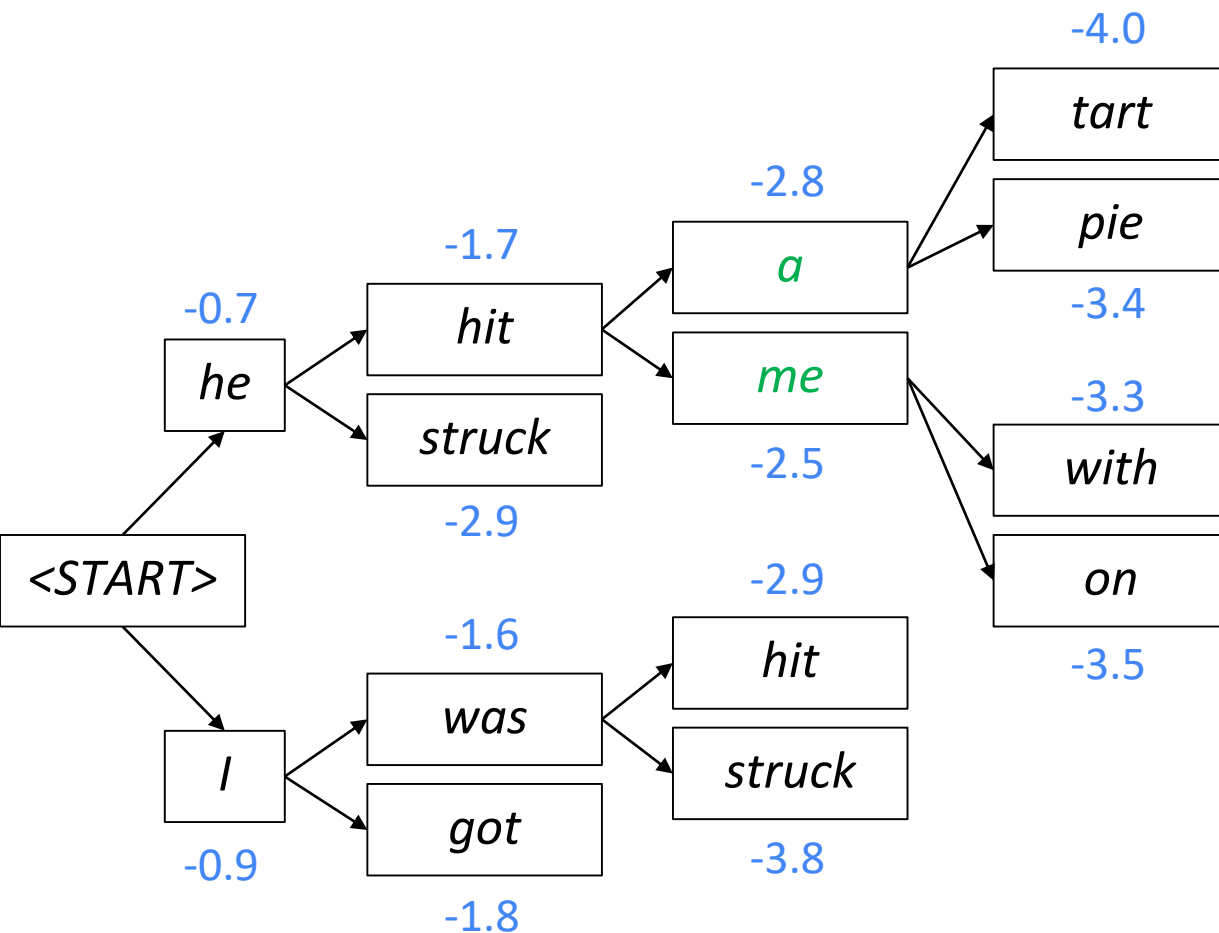 -4.0
tart
pie
-3.4
-2.8
a
me
-2.5
-1.7
hit
struck
-2.9
-0.7
he
-3.3
with
on
-3.5
<START>
-2.9
hit
struck
-3.8
-1.6
was
got
-1.8
I
-0.9